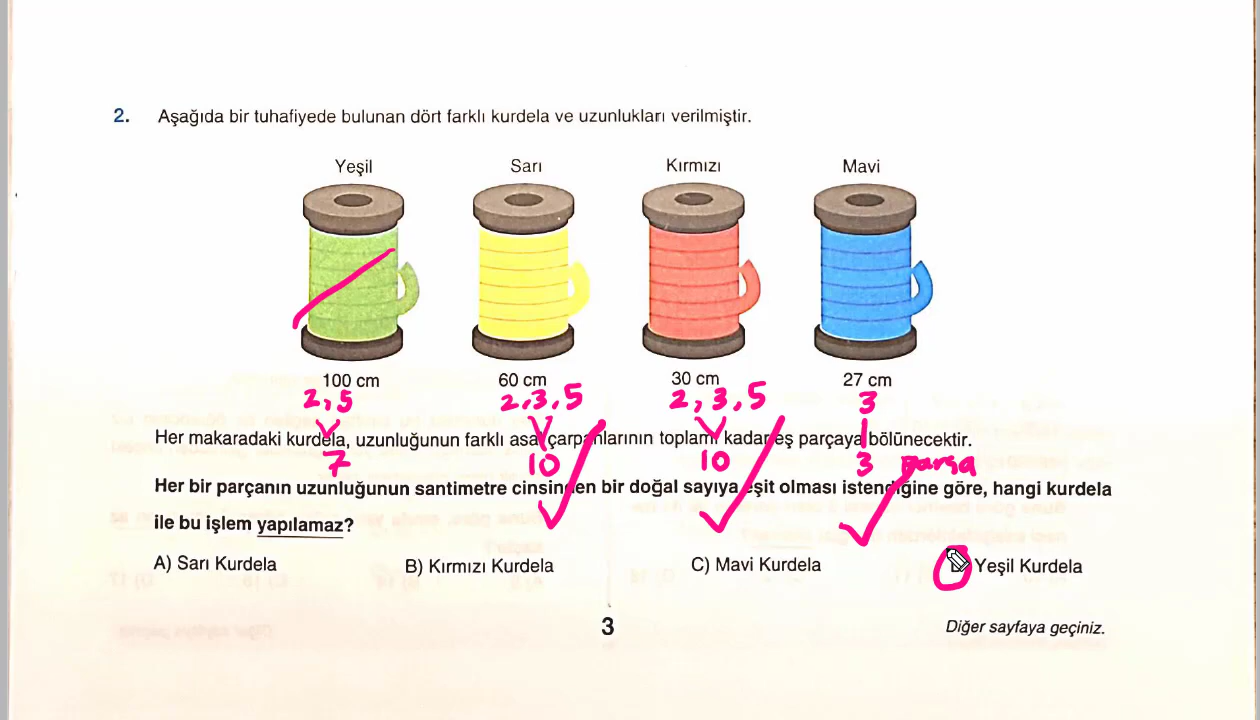 2. Aşağıda bir tuhafiyede bulunan dört farklı kurdela ve uzunlukları verilmiştir.
Yeşil Sarı Kırmızı Mavi
100 cm 60 cm 30 cm 27 cm
2,5 2,3,5 2,3,5 3
Her makaradaki kurdela, uzunluğunun farklı asal çarpanlarının toplamı kadar eş parçaya bölünecektir.
7 10 10 3 parça
Her bir parçanın uzunluğunun santimetre cinsinden bir doğal sayıya eşit olması istendiğine göre, hangi kurdela
ile bu işlem yapılamaz?
A) Sarı Kurdela B) Kırmızı Kurdela C) Mavi Kurdela Yeşil Kurdela
3
Diğer sayfaya geçiniz.